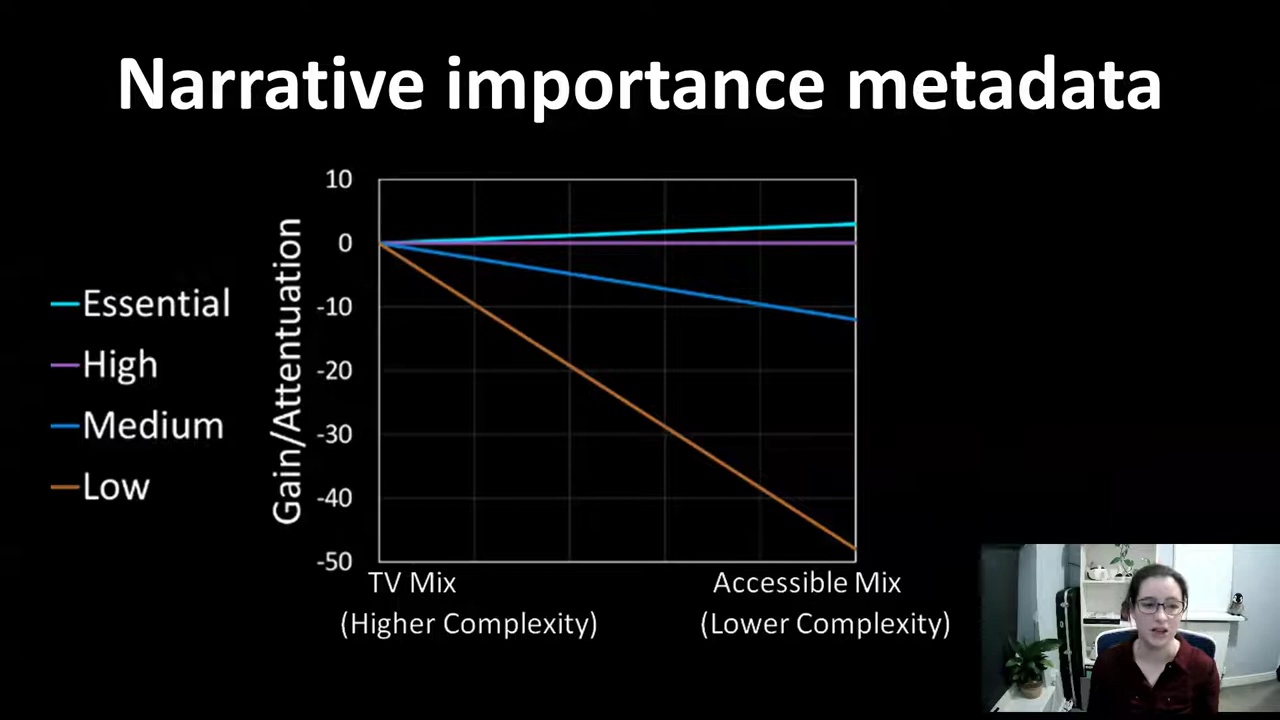 Narrative importance metadata
Essential
High
Medium
Low
Gain/Attentuation
10
0
-10
-20
-30
-40
-50
TV Mix
(Higher Complexity)
Accessible Mix
(Lower Complexity)